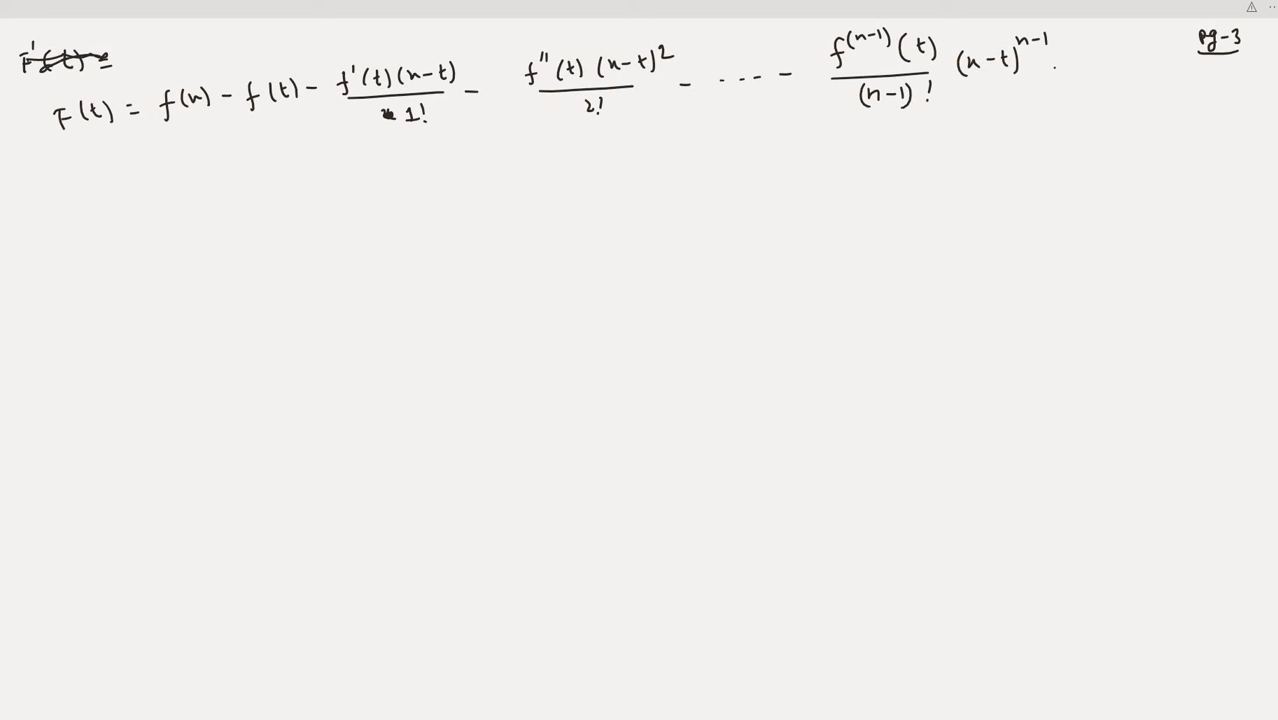 pg-3
F'(t) =
F(t) = f(x) - f(t) - f'(t)(x-t)/1! - f''(t)(x-t)^2/2! - ---- - f^(n-1)(t)/(n-1)! (x-t)^n-1.